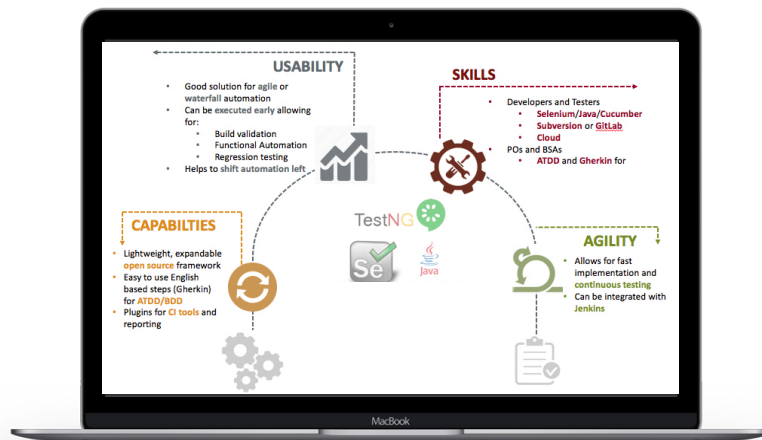 USABILITY
Good solution for agile or
waterfall automation
Can be executed early allowing
for:
Build validation
Functional Automation
Regression testing
Helps to shift automation left
SKILLS
Developers and Testers
Selenium/Java/Cucumber
Subversion or GitLab
Cloud
POs and BSAs
ATDD and Gherkin for
CAPABILTIES
Lightweight, expandable
open source framework
Easy to use English
based steps (Gherkin)
for ATDD/BDD
Plugins for CI tools and
reporting
TestNG
Se
Java
AGILITY
Allows for fast
implementation and
continuous testing
Can be integrated with
Jenkins
MacBook